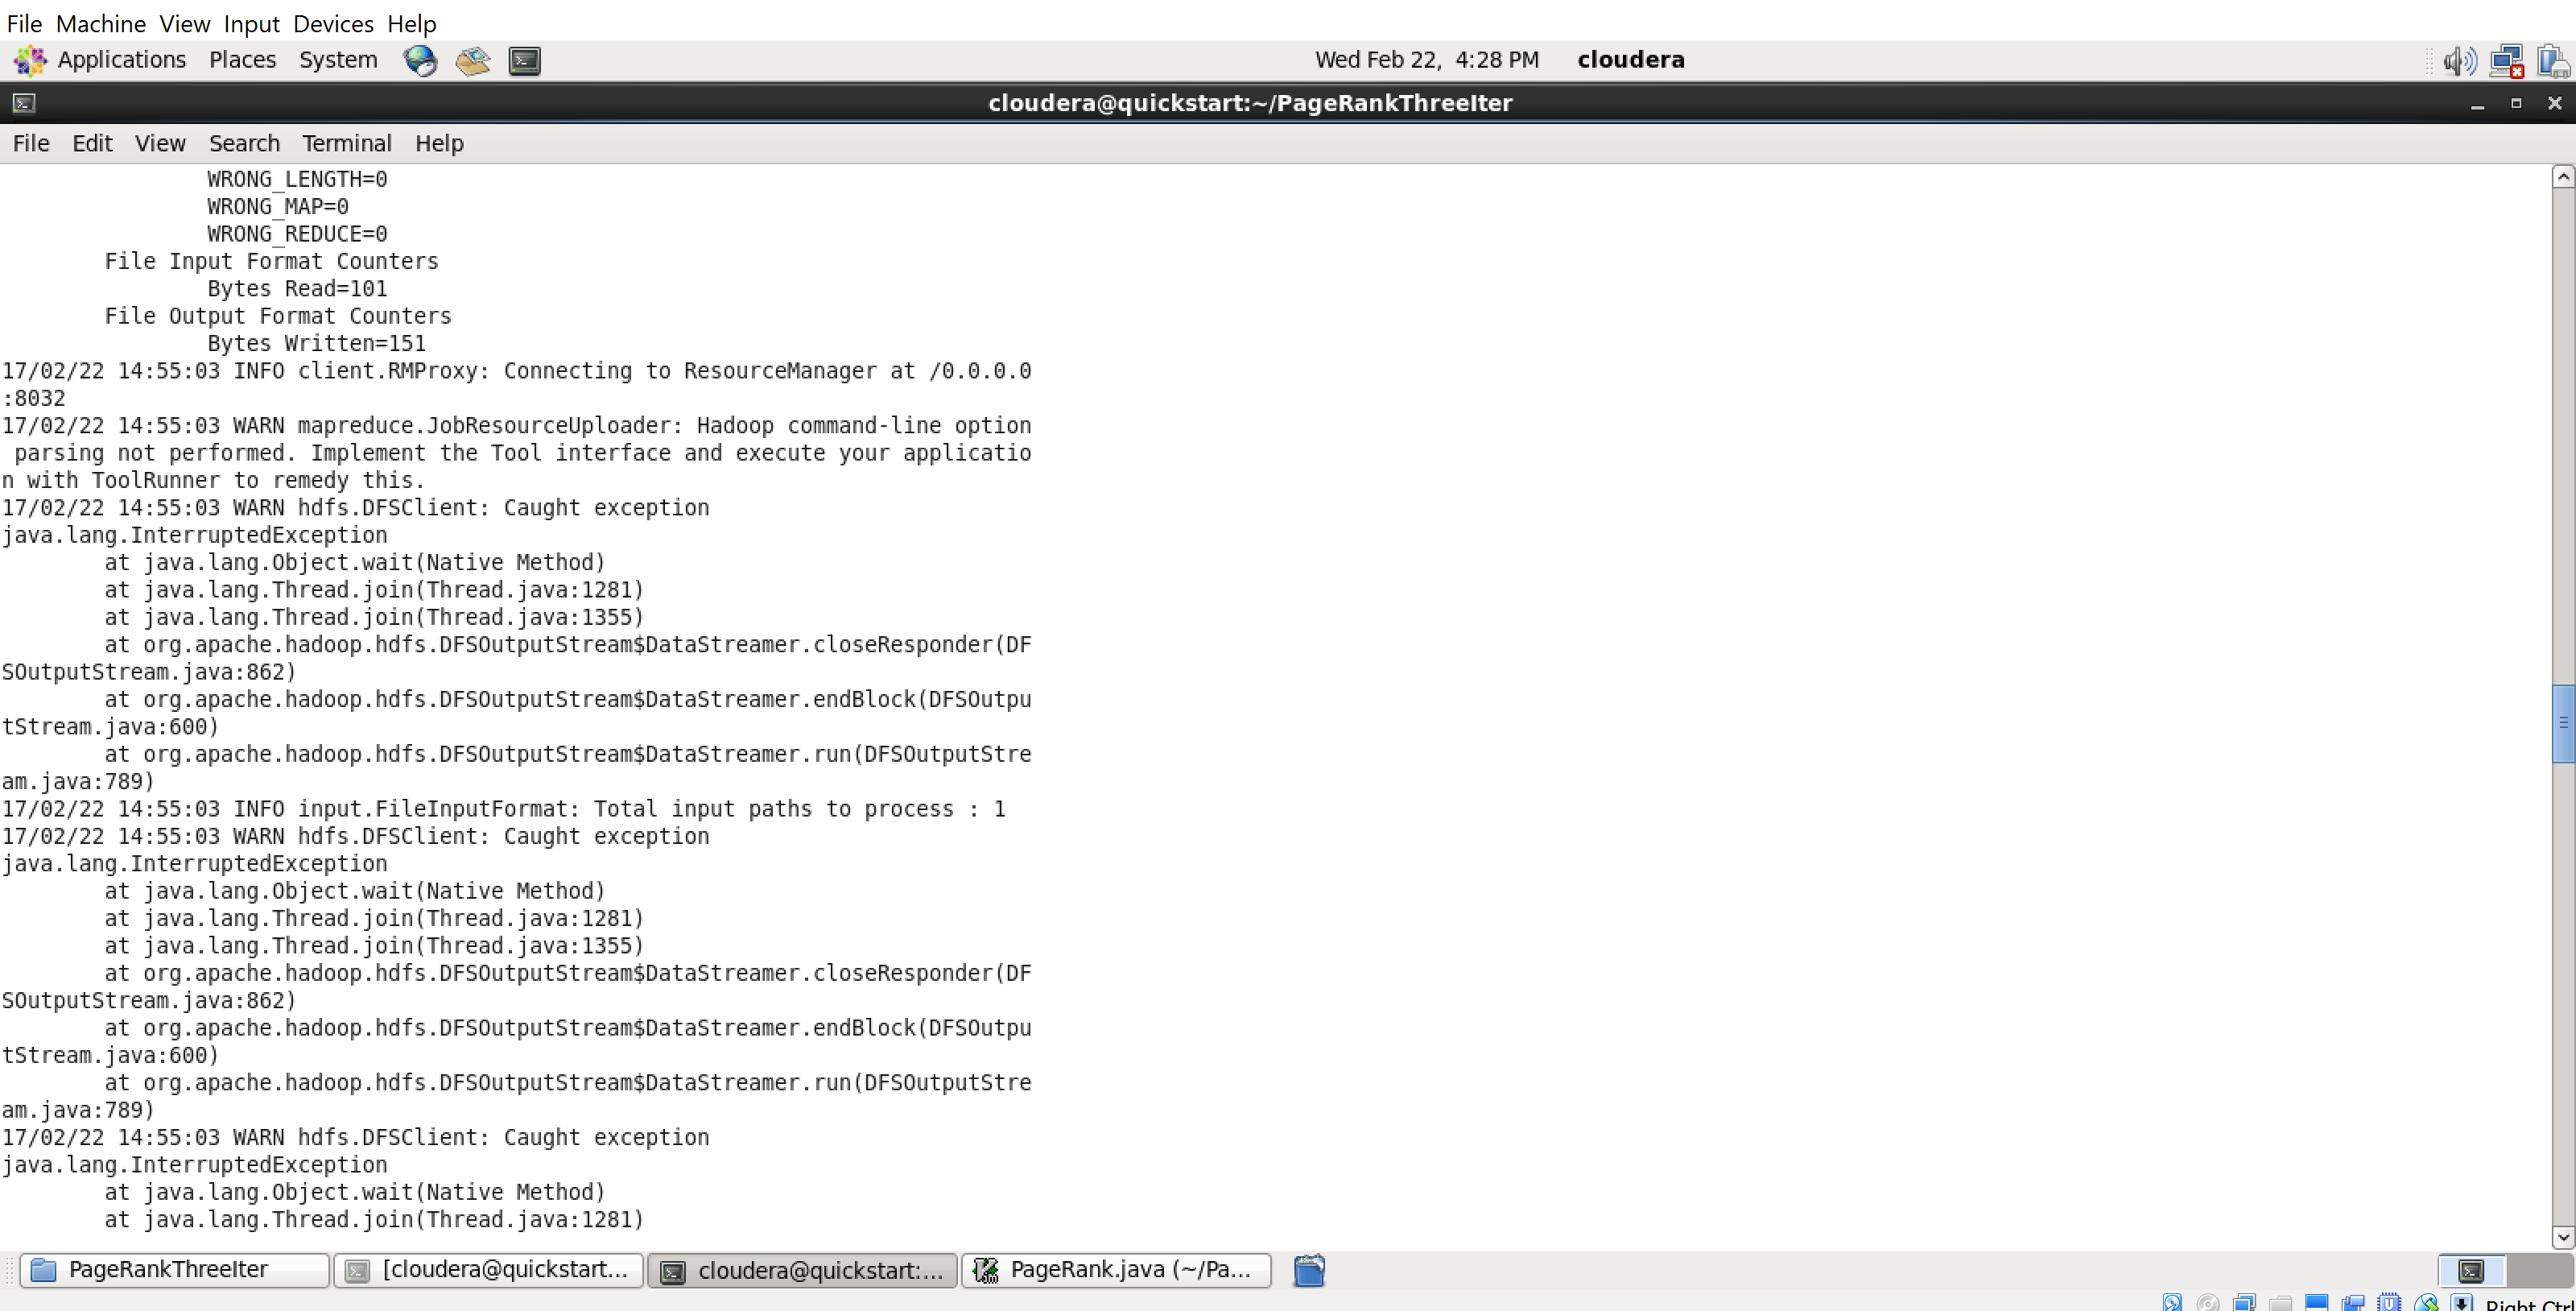 File Machine View Input Devices Help
Applications Places System Wed Feb 22, 4:28 PM cloudera
cloudera@quickstart:~/PageRankThreeIter
File Edit View Search Terminal Help
WRONG_LENGTH=0
WRONG_MAP=0
WRONG_REDUCE=0
File Input Format Counters
Bytes Read=101
File Output Format Counters
Bytes Written=151
17/02/22 14:55:03 INFO client.RMProxy: Connecting to ResourceManager at /0.0.0.0
:8032
17/02/22 14:55:03 WARN mapreduce.JobResourceUploader: Hadoop command-line option
parsing not performed. Implement the Tool interface and execute your applicatio
n with ToolRunner to remedy this.
17/02/22 14:55:03 WARN hdfs.DFSClient: Caught exception
java.lang.InterruptedException
at java.lang.Object.wait(Native Method)
at java.lang.Thread.join(Thread.java:1281)
at java.lang.Thread.join(Thread.java:1355)
at org.apache.hadoop.hdfs.DFSOutputStream$DataStreamer.closeResponder(DF
SOutputStream.java:862)
at org.apache.hadoop.hdfs.DFSOutputStream$DataStreamer.endBlock(DFSOutpu
tStream.java:600)
at org.apache.hadoop.hdfs.DFSOutputStream$DataStreamer.run(DFSOutputStre
am.java:789)
17/02/22 14:55:03 INFO input.FileInputFormat: Total input paths to process : 1
17/02/22 14:55:03 WARN hdfs.DFSClient: Caught exception
java.lang.InterruptedException
at java.lang.Object.wait(Native Method)
at java.lang.Thread.join(Thread.java:1281)
at java.lang.Thread.join(Thread.java:1355)
at org.apache.hadoop.hdfs.DFSOutputStream$DataStreamer.closeResponder(DF
SOutputStream.java:862)
at org.apache.hadoop.hdfs.DFSOutputStream$DataStreamer.endBlock(DFSOutpu
tStream.java:600)
at org.apache.hadoop.hdfs.DFSOutputStream$DataStreamer.run(DFSOutputStre
am.java:789)
17/02/22 14:55:03 WARN hdfs.DFSClient: Caught exception
java.lang.InterruptedException
at java.lang.Object.wait(Native Method)
at java.lang.Thread.join(Thread.java:1281)
PageRankThreeIter [cloudera@quickstart... cloudera@quickstart:... PageRank.java (~/Pa...
Right Ctrl